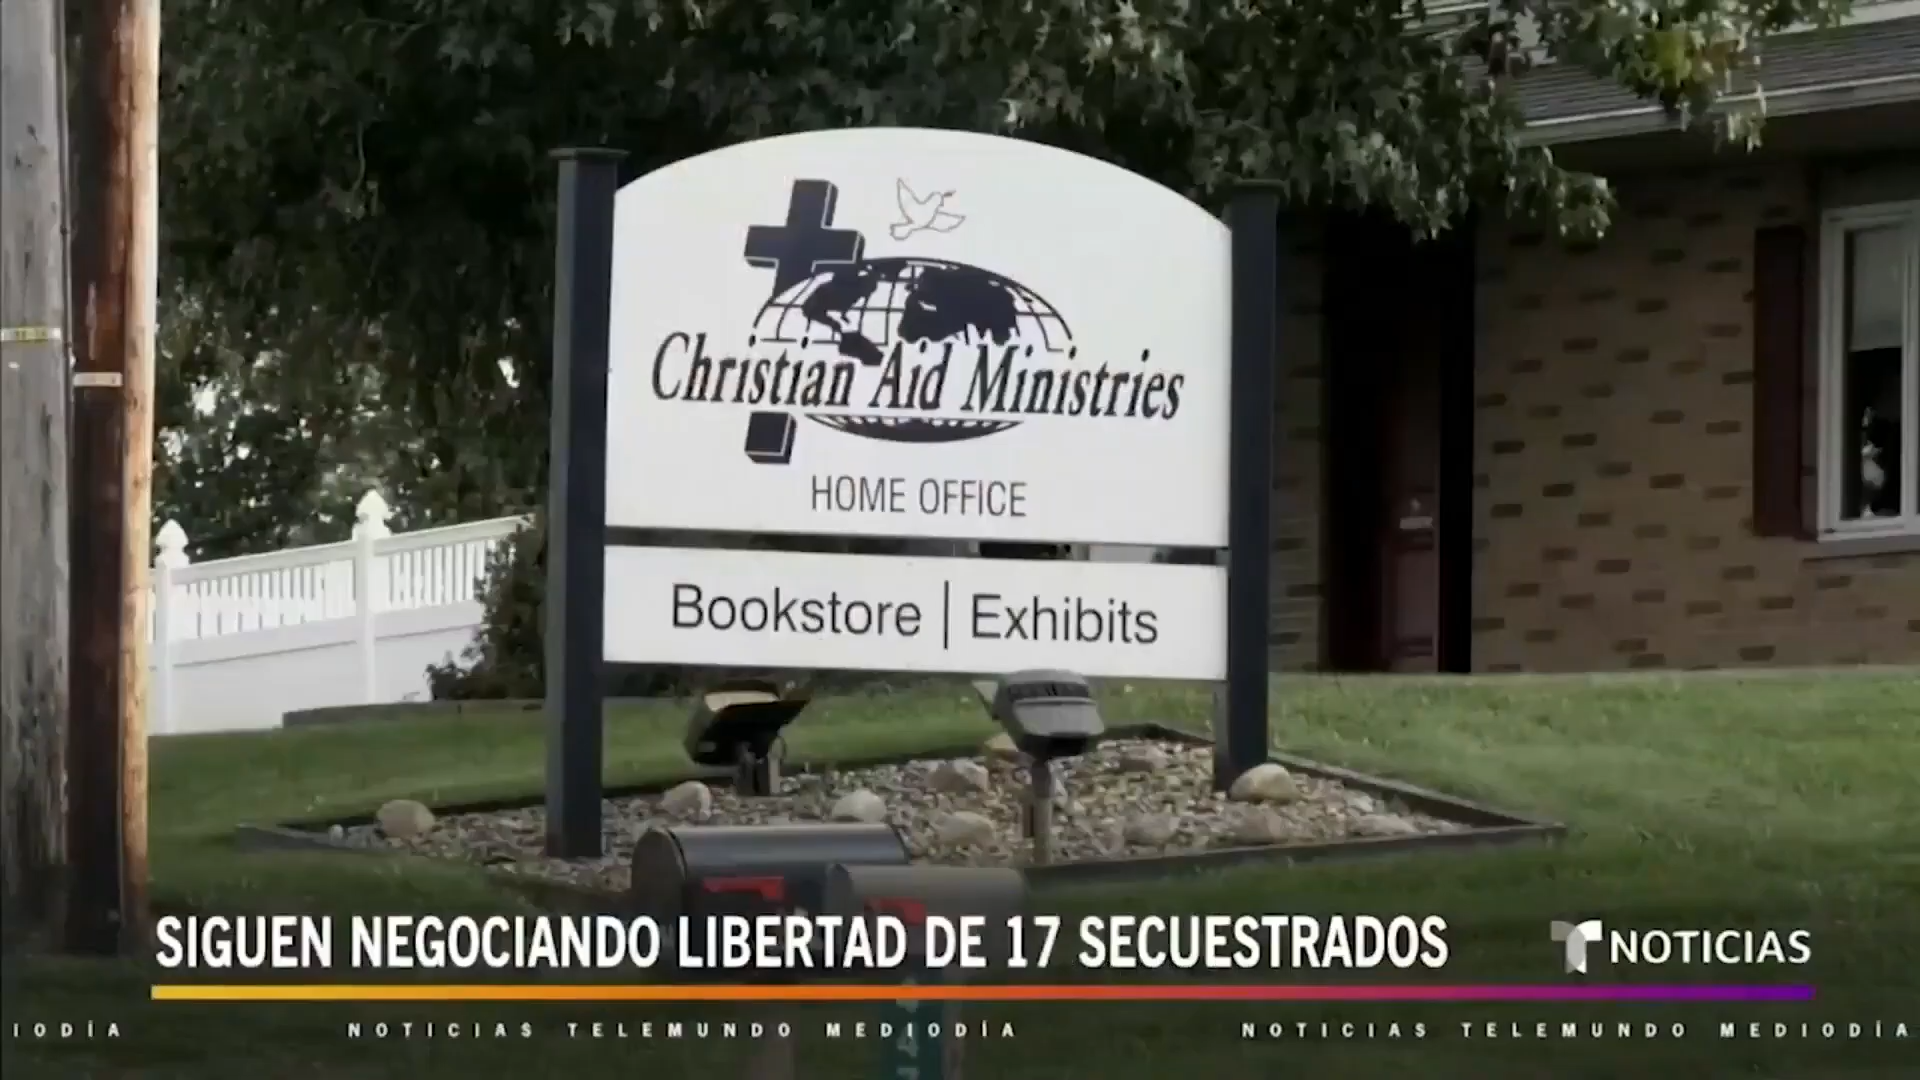 Christian Aid Ministries
HOME OFFICE
Bookstore | Exhibits
SIGUEN NEGOCIANDO LIBERTAD DE 17 SECUESTRADOS
NOTICIAS
IODÍA NOTICIAS TELEMUNDO MEDIODÍA NOTICIAS TELEMUNDO MEDIODÍA